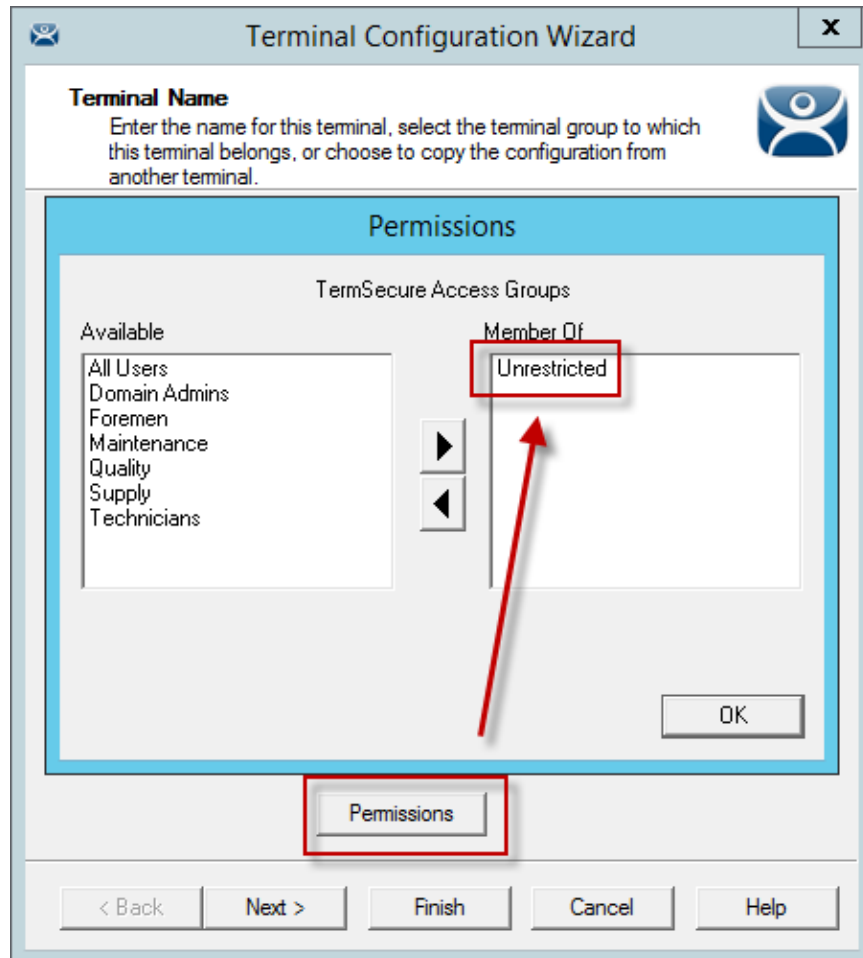 Terminal Configuration Wizard
x
Terminal Name
Enter the name for this terminal, select the terminal group to which
this terminal belongs, or choose to copy the configuration from
another terminal.
Permissions
TermSecure Access Groups
Available
Member Of
All Users
Domain Admins
Foremen
Maintenance
Quality
Supply
Technicians
Unrestricted
OK
Permissions
< Back
Next >
Finish
Cancel
Help